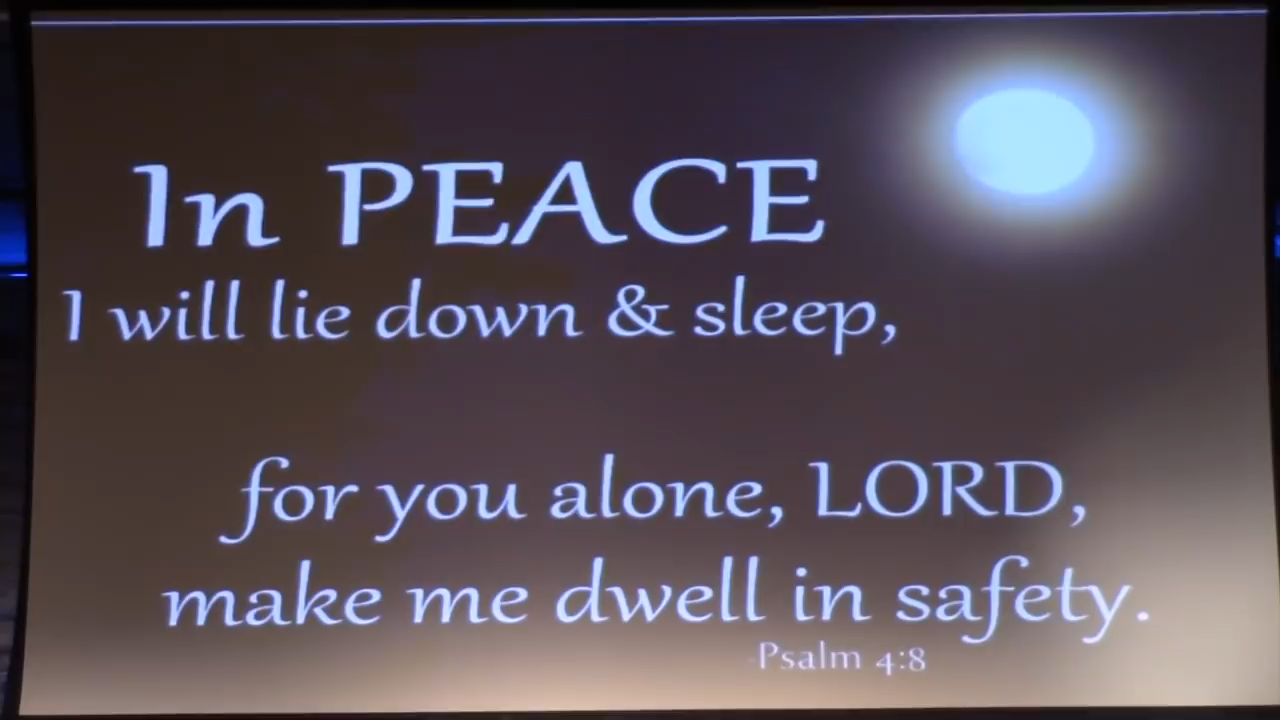 In PEACE
I will lie down & sleep,
for you alone, LORD,
make me dwell in safety.
-Psalm 4:8